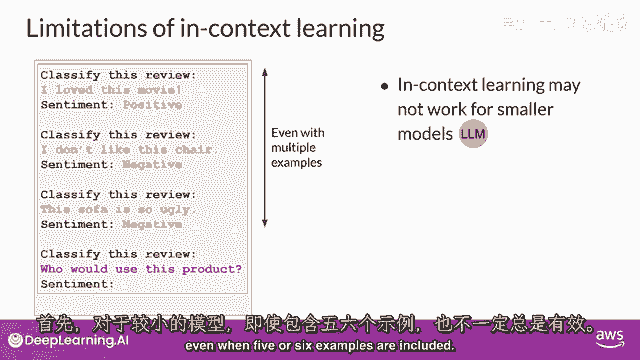 Limitations of in-context learning
Classify this review:
I loved this movie!
Sentiment: Positive
Classify this review:
I don't like this chair.
Sentiment: Negative
Classify this review:
This sofa is so ugly.
Sentiment: Negative
Classify this review:
Who would use this product?
Sentiment:
Even with
multiple
examples
• In-context learning may
not work for smaller
models LLM
首先，对于较小的模型，即使包含五六个示例，也不一定总是有效。
even when five or six examples are included.
DeepLearning.AI
aws